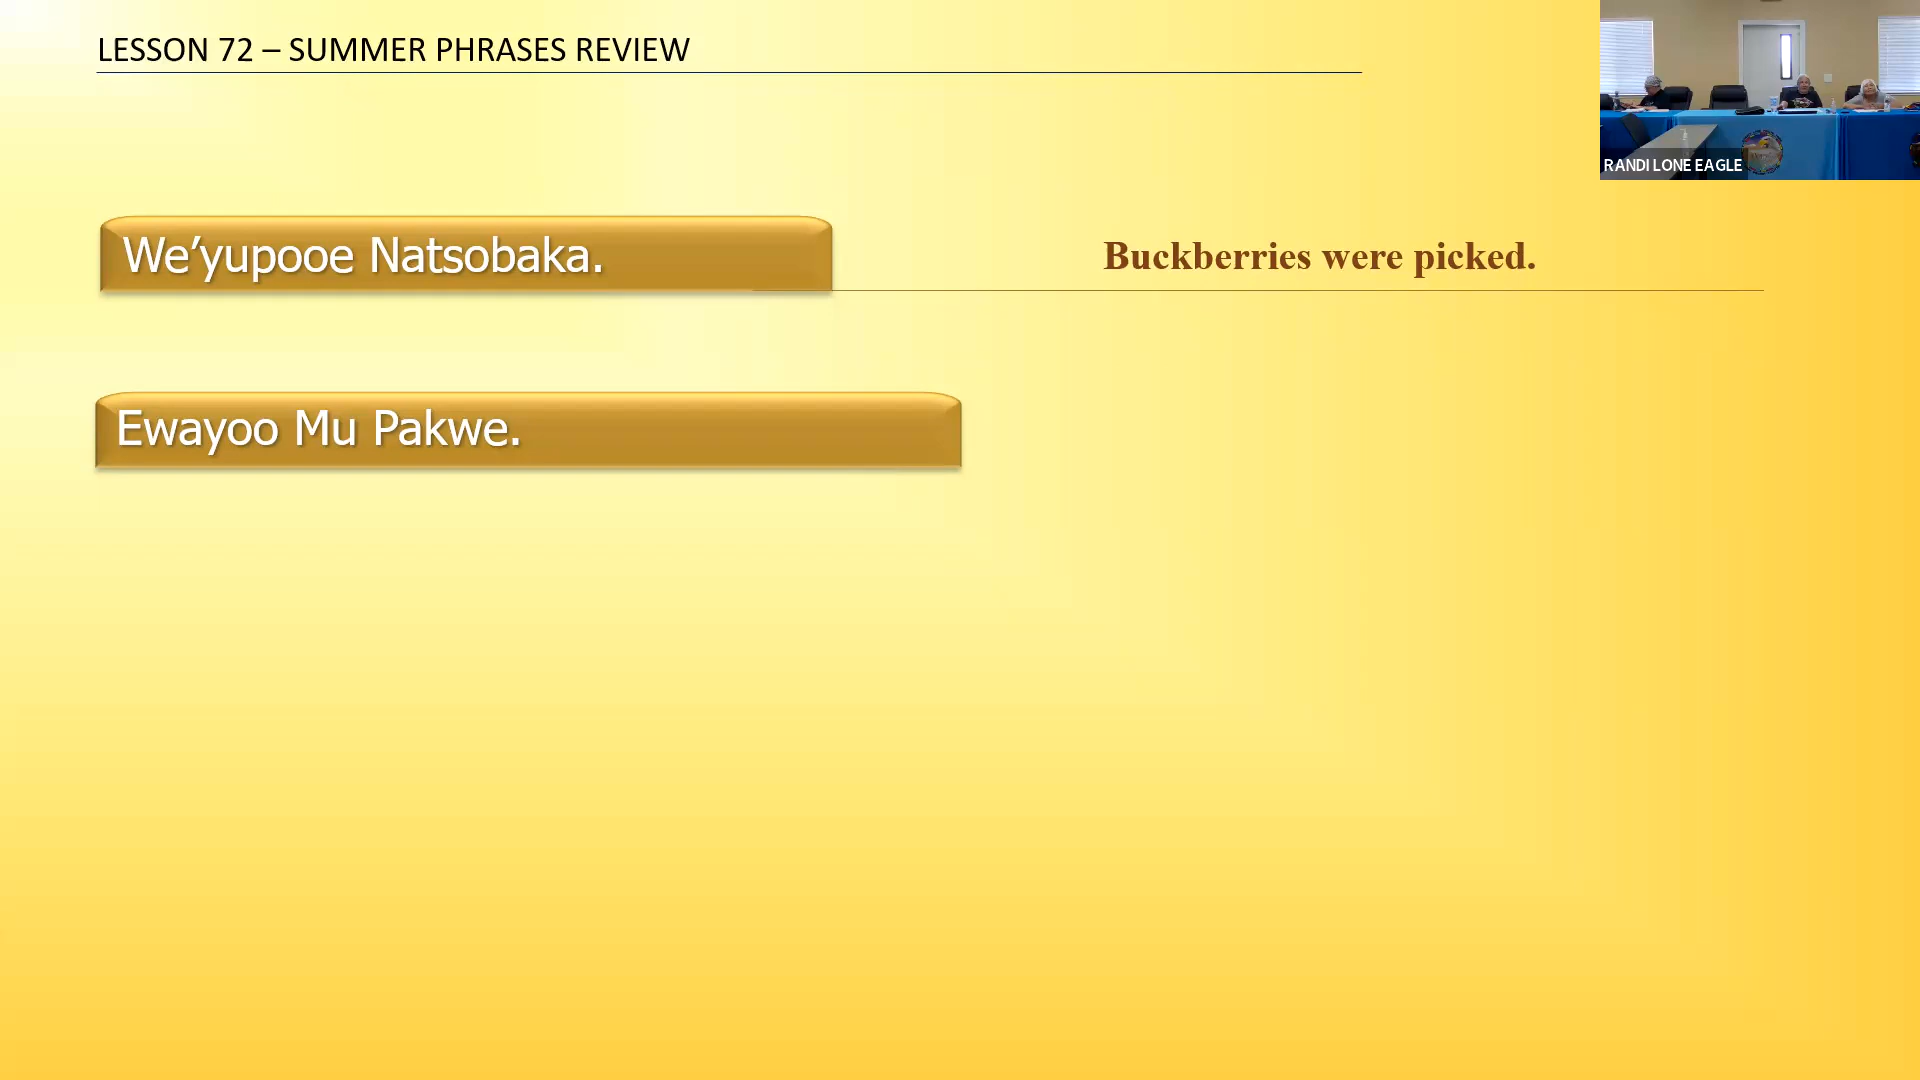 LESSON 72 – SUMMER PHRASES REVIEW
RANDI LONE EAGLE
We’yupooe Natsobaka.
Buckberries were picked.
Ewayoo Mu Pakwe.